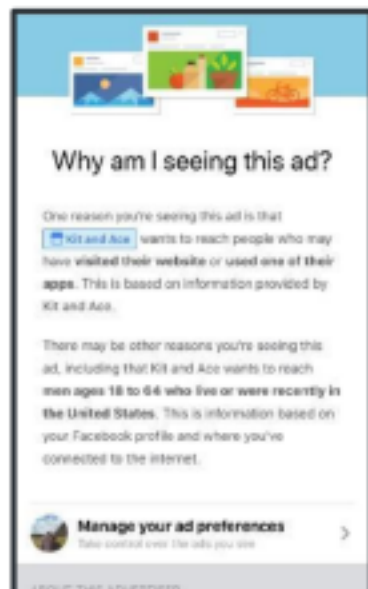 Why am I seeing this ad?
One reason you're seeing this ad is that
Kit and Ace wants to reach people who may
have visited their website or used one of their
apps. This is based on information provided by
Kit and Ace.
There may be other reasons you're seeing this
ad, including that Kit and Ace wants to reach
men ages 18 to 64 who live or were recently in
the United States. This is information based on
your Facebook profile and where you've
connected to the internet.
Manage your ad preferences
Take control over the ads you see
ABOUT THIS ADVERTISER